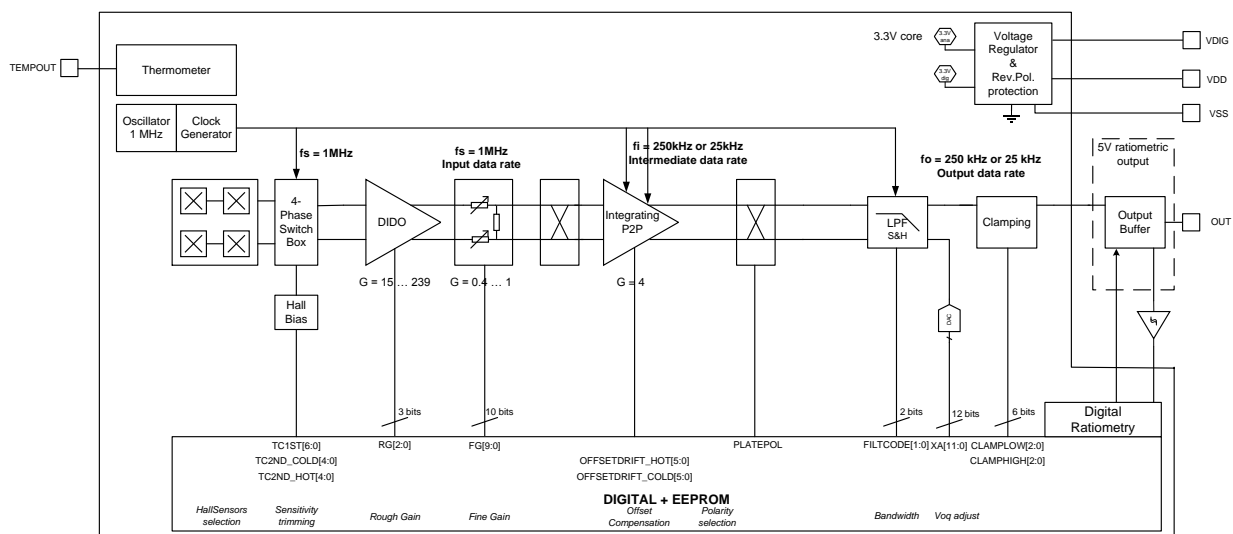 3.3V core
3.3V
ana
3.3V
dig
Voltage
Regulator
&
Rev.Pol.
protection
VDIG
VDD
VSS
TEMPOUT
Thermometer
Oscillator
1 MHz
Clock
Generator
fs = 1MHz
fs = 1MHz
Input data rate
fi = 250kHz or 25kHz
Intermediate data rate
fo = 250 kHz or 25 kHz
Output data rate
5V ratiometric
output
4-
Phase
Switch
Box
DIDO
Integrating
P2P
LPF
S&H
Clamping
Output
Buffer
OUT
G = 15 ... 239
G = 0.4 ... 1
G = 4
Hall
Bias
DAC
3 bits
10 bits
2 bits
12 bits
6 bits
Digital
Ratiometry
TC1ST[6:0]
RG[2:0]
FG[9:0]
PLATEPOL
FILTCODE[1:0]
XA[11:0]
CLAMPLOW[2:0]
TC2ND_COLD[4:0]
OFFSETDRIFT_HOT[5:0]
CLAMPHIGH[2:0]
TC2ND_HOT[4:0]
OFFSETDRIFT_COLD[5:0]
DIGITAL + EEPROM
HallSensors
selection
Sensitivity
trimming
Rough Gain
Fine Gain
Offset
Compensation
Polarity
selection
Bandwidth
Voq adjust